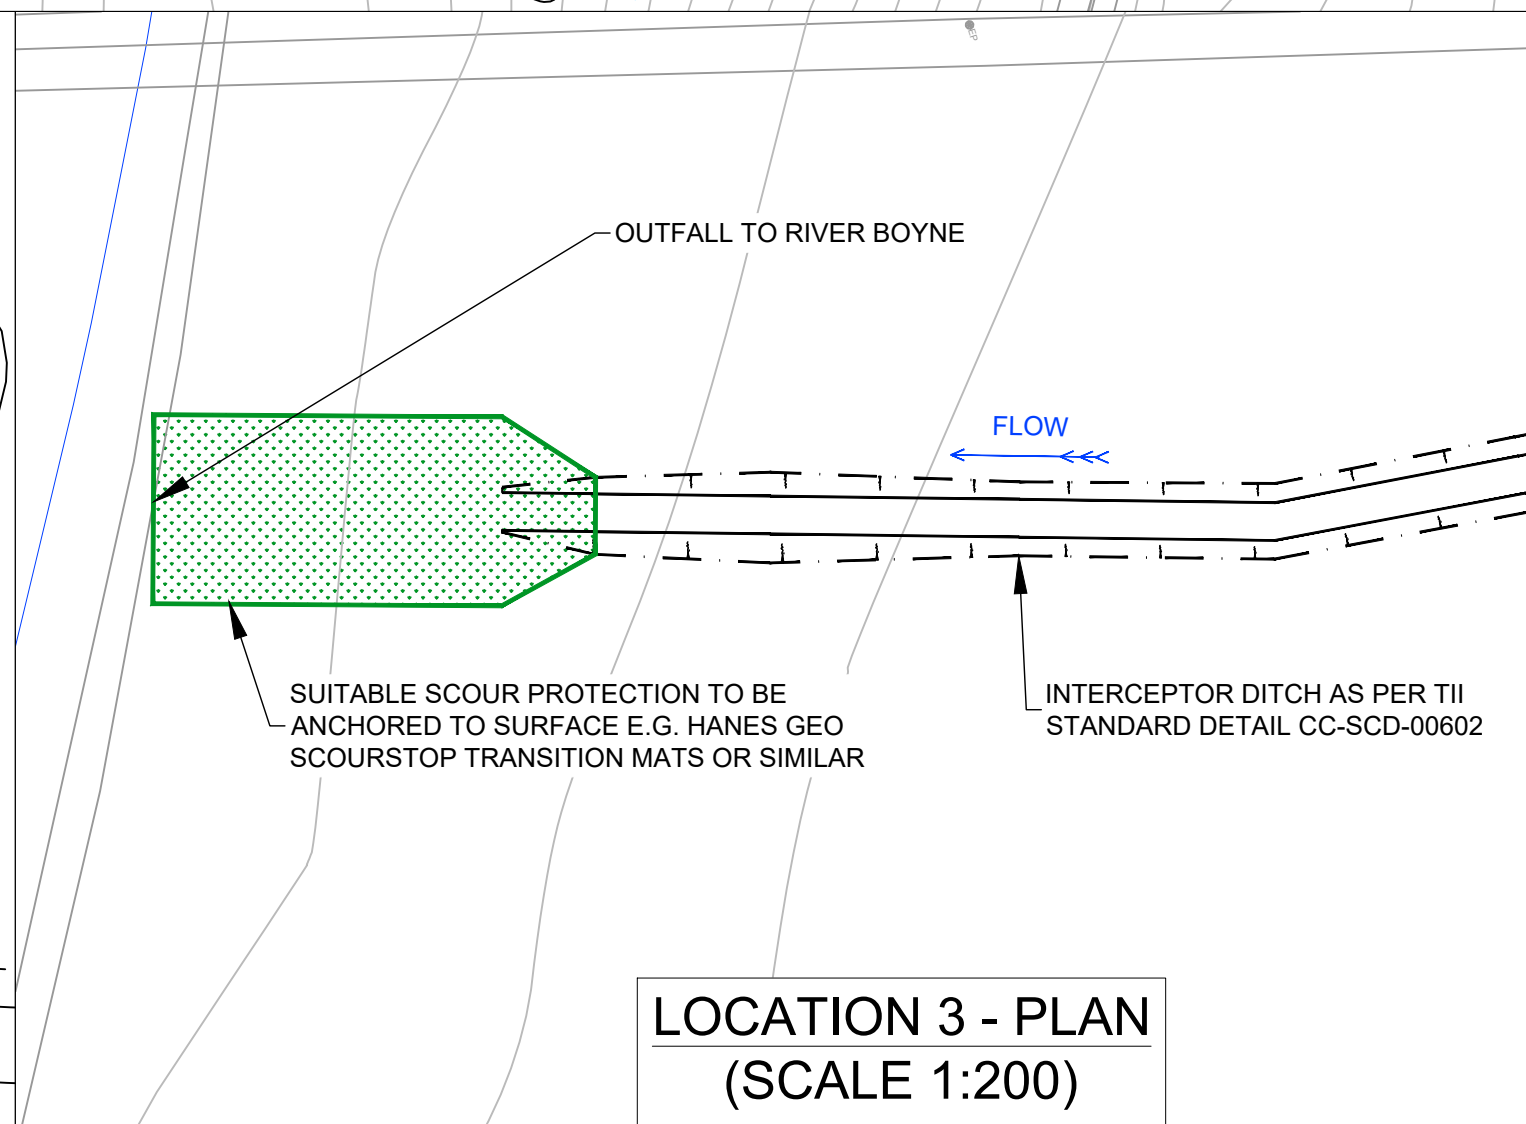 EP
OUTFALL TO RIVER BOYNE
FLOW
SUITABLE SCOUR PROTECTION TO BE
ANCHORED TO SURFACE E.G. HANES GEO
SCOURSTOP TRANSITION MATS OR SIMILAR
INTERCEPTOR DITCH AS PER TII
STANDARD DETAIL CC-SCD-00602
LOCATION 3 - PLAN
(SCALE 1:200)